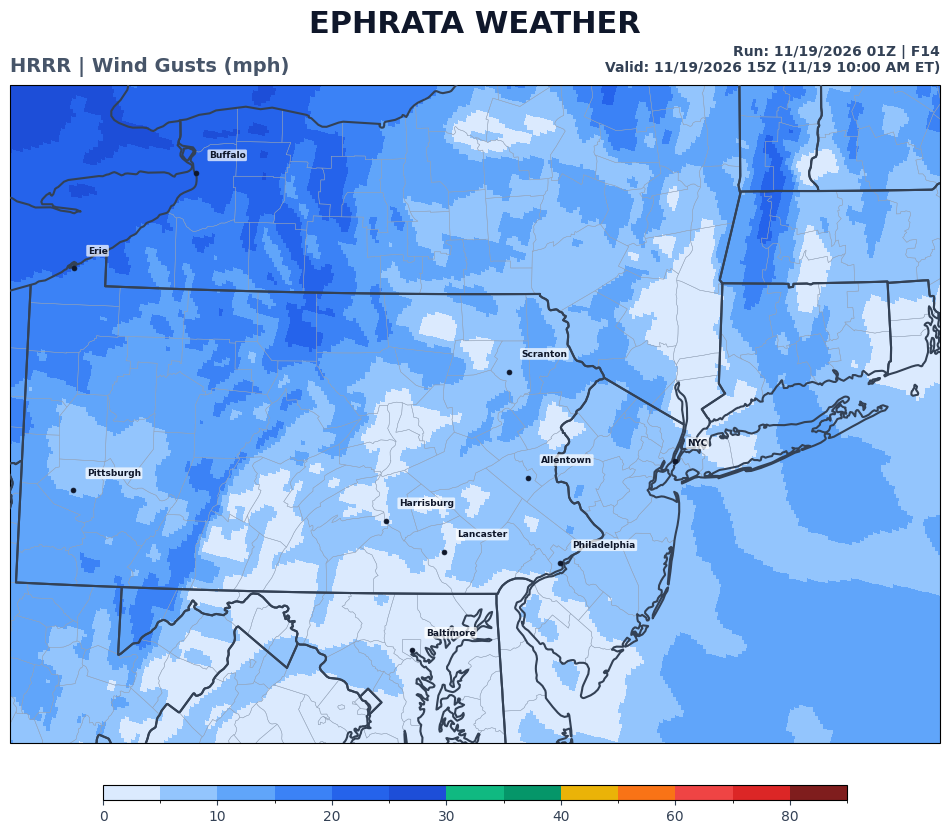 EPHRATA WEATHER
HRRR | Wind Gusts (mph)
Run: 11/19/2026 01Z | F14
Valid: 11/19/2026 15Z (11/19 10:00 AM ET)
Buffalo
Erie
Scranton
NYC
Allentown
Pittsburgh
Harrisburg
Lancaster
Philadelphia
Baltimore
0 10 20 30 40 50 60 70 80